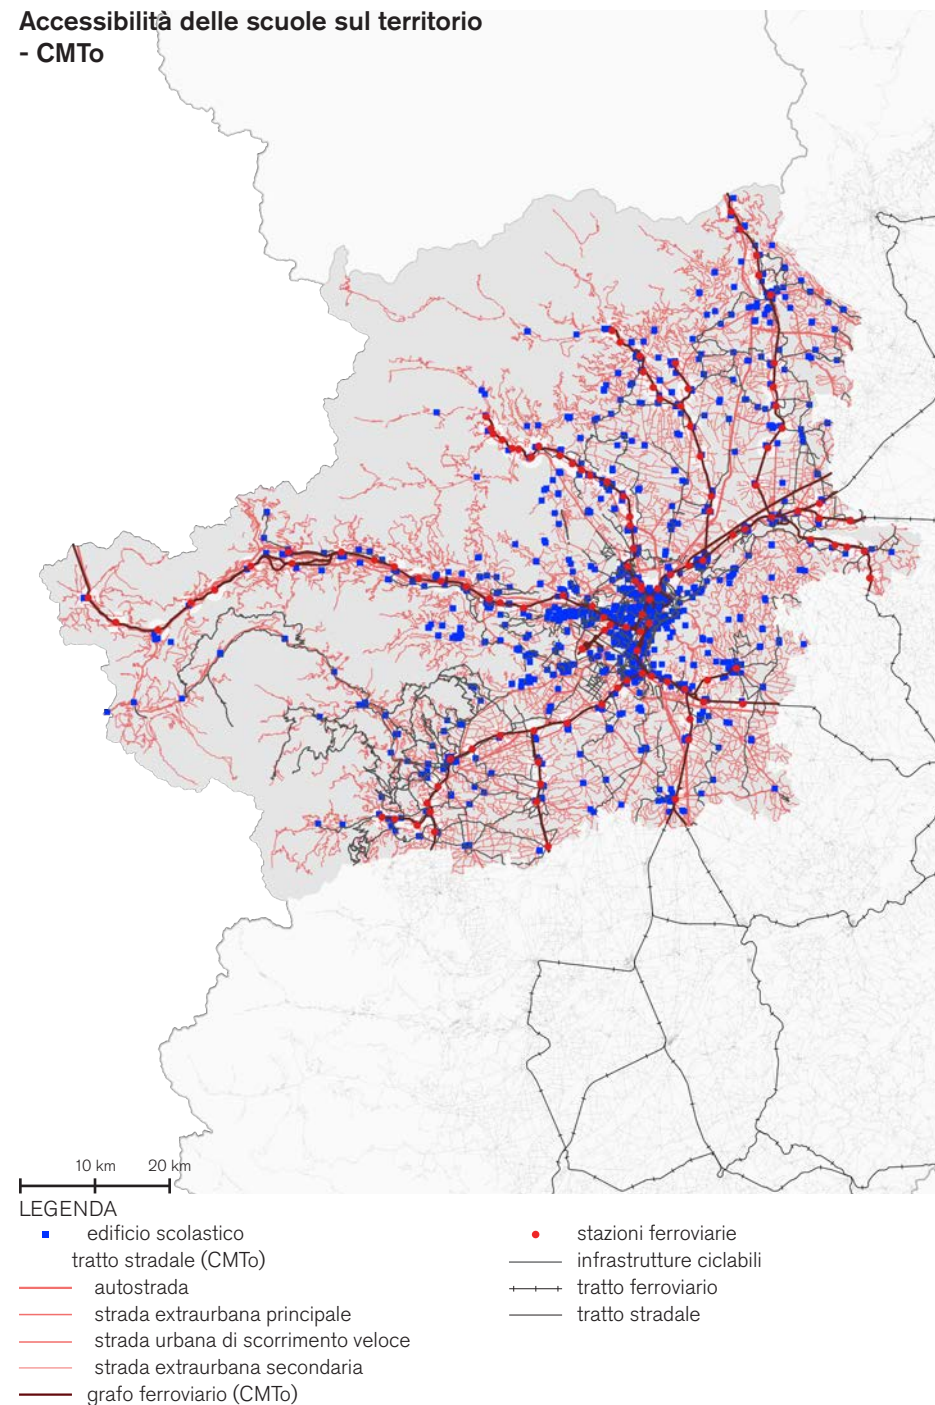 Accessibilità delle scuole sul territorio
- CMTo
10 km 20 km
LEGENDA
edificio scolastico
tratto stradale (CMTo)
autostrada
strada extraurbana principale
strada urbana di scorrimento veloce
strada extraurbana secondaria
grafo ferroviario (CMTo)
stazioni ferroviarie
infrastrutture ciclabili
tratto ferroviario
tratto stradale